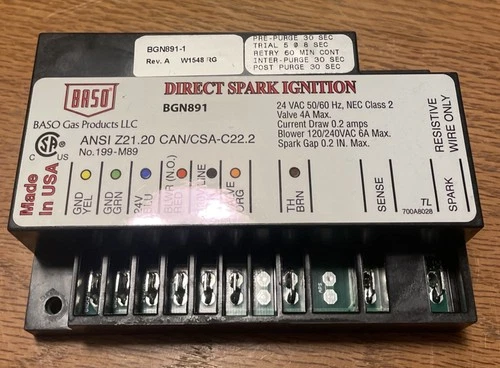 BGN891-1
Rev. A W1548 RG
PRE-PURGE 30 SEC
TRIAL 5 @ 8 SEC
RETRY 60 MIN CONT
INTER-PURGE 30 SEC
POST PURGE 30 SEC
BASO
BASO Gas Products LLC
DIRECT SPARK IGNITION
BGN891
24 VAC 50/60 Hz, NEC Class 2
Valve 4A Max.
Current Draw 0.2 amps
Blower 120/240VAC 6A Max.
Spark Gap 0.2 IN. Max.
RESISTIVE
WIRE ONLY
ANSI Z21.20 CAN/CSA-C22.2
No.199-M89
C US
Made
In USA
GND
YEL
GND
GRN
24V
BLU
BLWR (N.O.)
RED
LINE
ORG
TH
BRN
SENSE
TL
700A8028
SPARK